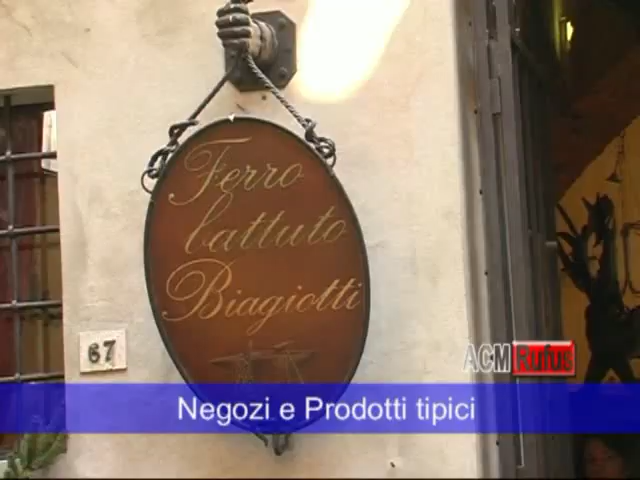 Ferro
battuto
Biagiotti
67
ACM Rufus
Negozi e Prodotti tipici